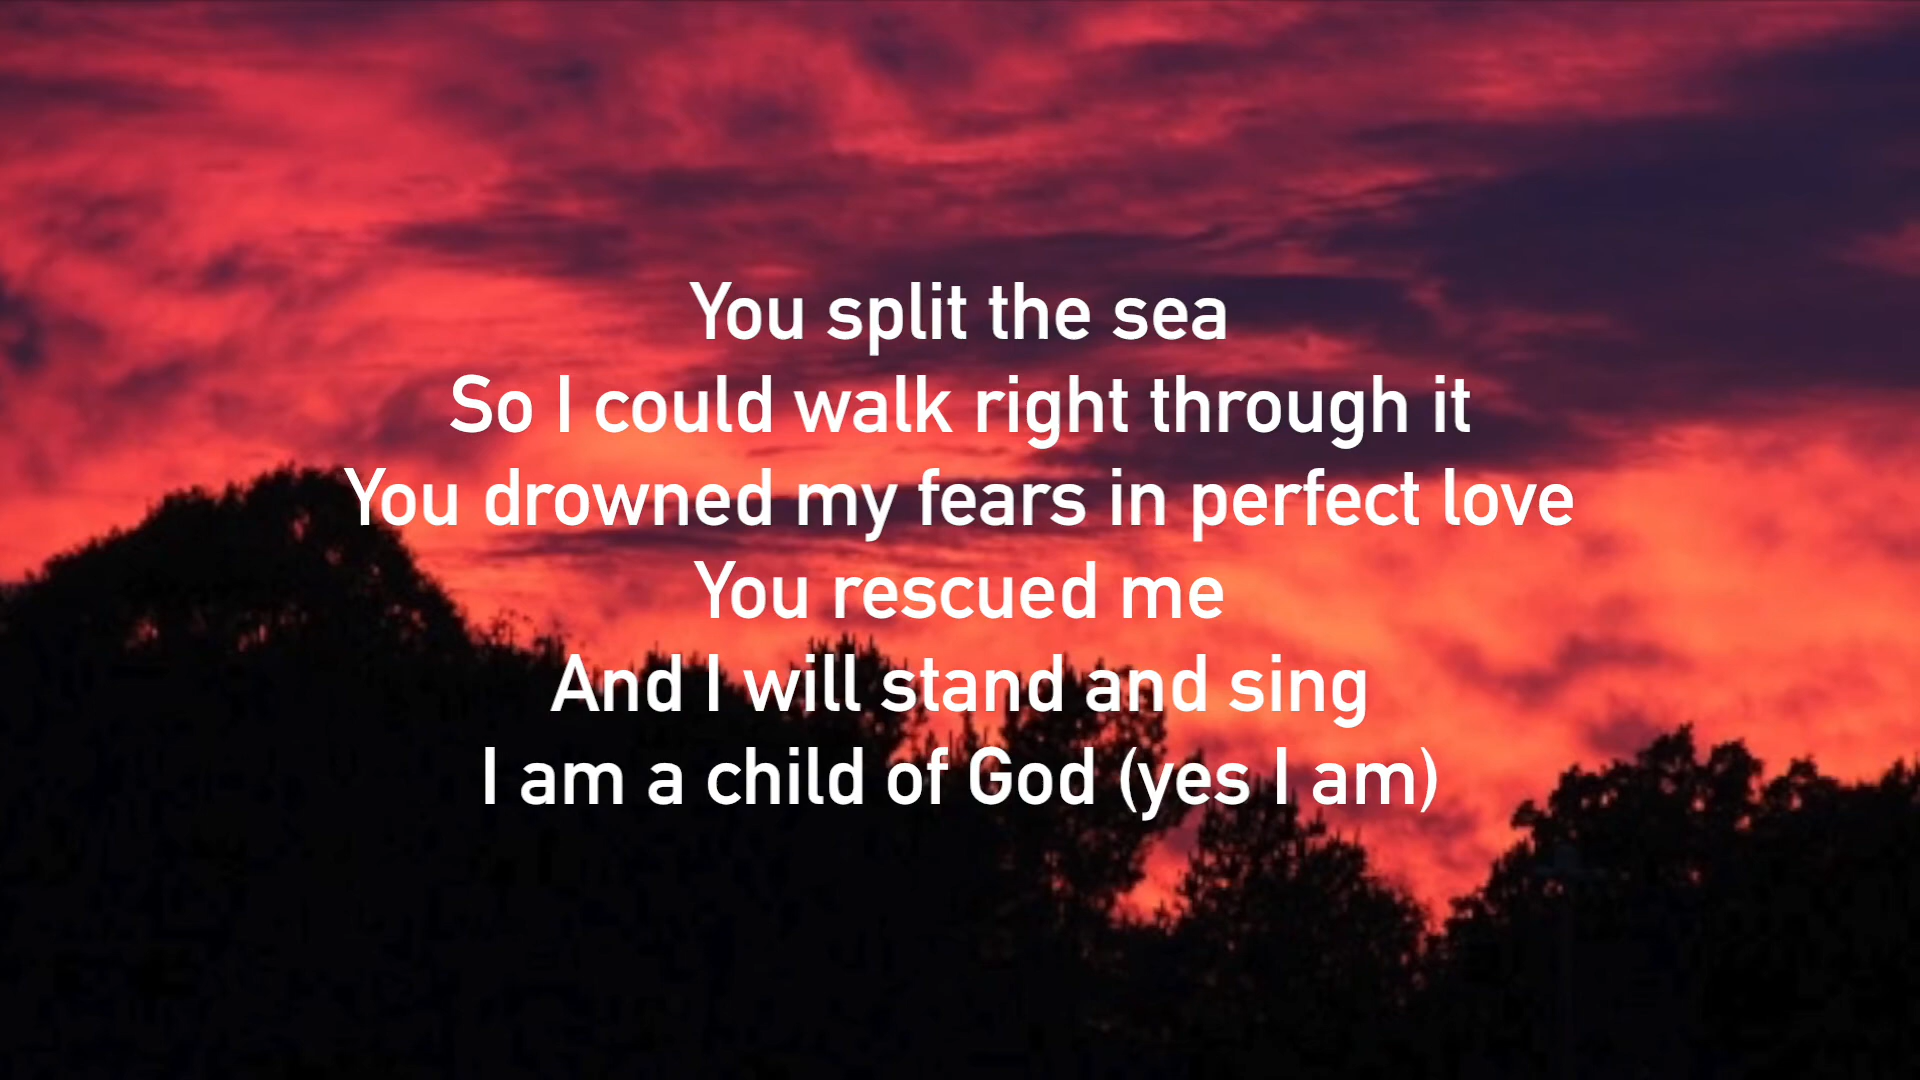 You split the sea
So I could walk right through it
You drowned my fears in perfect love
You rescued me
And I will stand and sing
I am a child of God (yes I am)